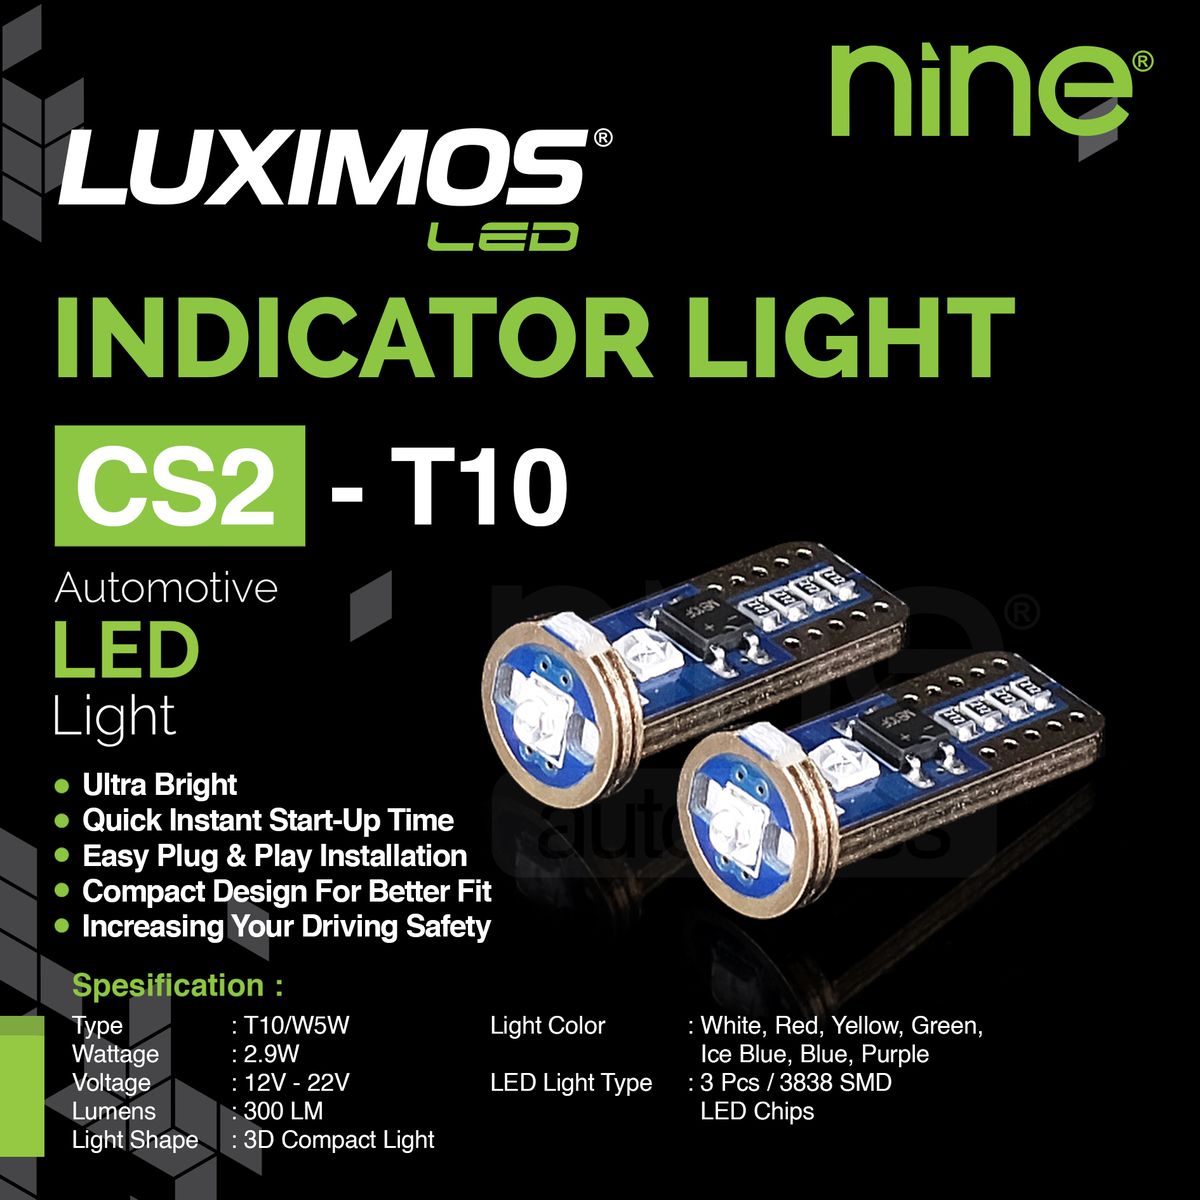 nine®
LUXIMOS®
LED
INDICATOR LIGHT
CS2 - T10
Automotive
LED
Light
Ultra Bright
Quick Instant Start-Up Time
Easy Plug & Play Installation
Compact Design For Better Fit
Increasing Your Driving Safety
Spesification :
Type : T10/W5W
Wattage : 2.9W
Voltage : 12V - 22V
Lumens : 300 LM
Light Shape : 3D Compact Light
Light Color : White, Red, Yellow, Green,
Ice Blue, Blue, Purple
LED Light Type : 3 Pcs / 3838 SMD
LED Chips